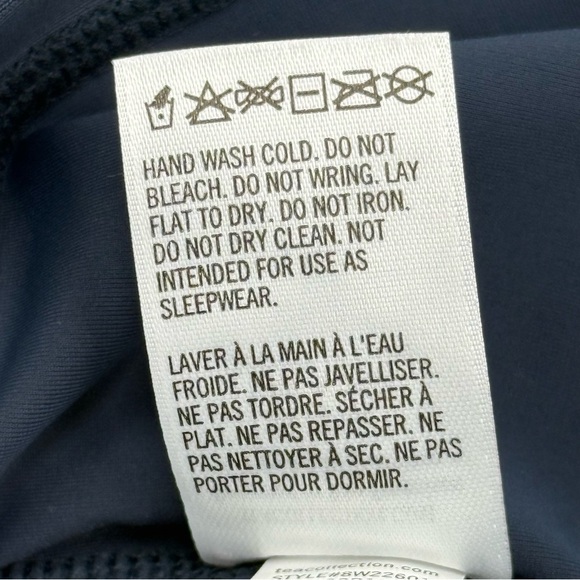 HAND WASH COLD. DO NOT
BLEACH. DO NOT WRING. LAY
FLAT TO DRY. DO NOT IRON.
DO NOT DRY CLEAN. NOT
INTENDED FOR USE AS
SLEEPWEAR.
LAVER À LA MAIN À L'EAU
FROIDE. NE PAS JAVELLISER.
NE PAS TORDRE. SÉCHER À
PLAT. NE PAS REPASSER. NE
PAS NETTOYER À SEC. NE PAS
PORTER POUR DORMIR.
teacollection.com